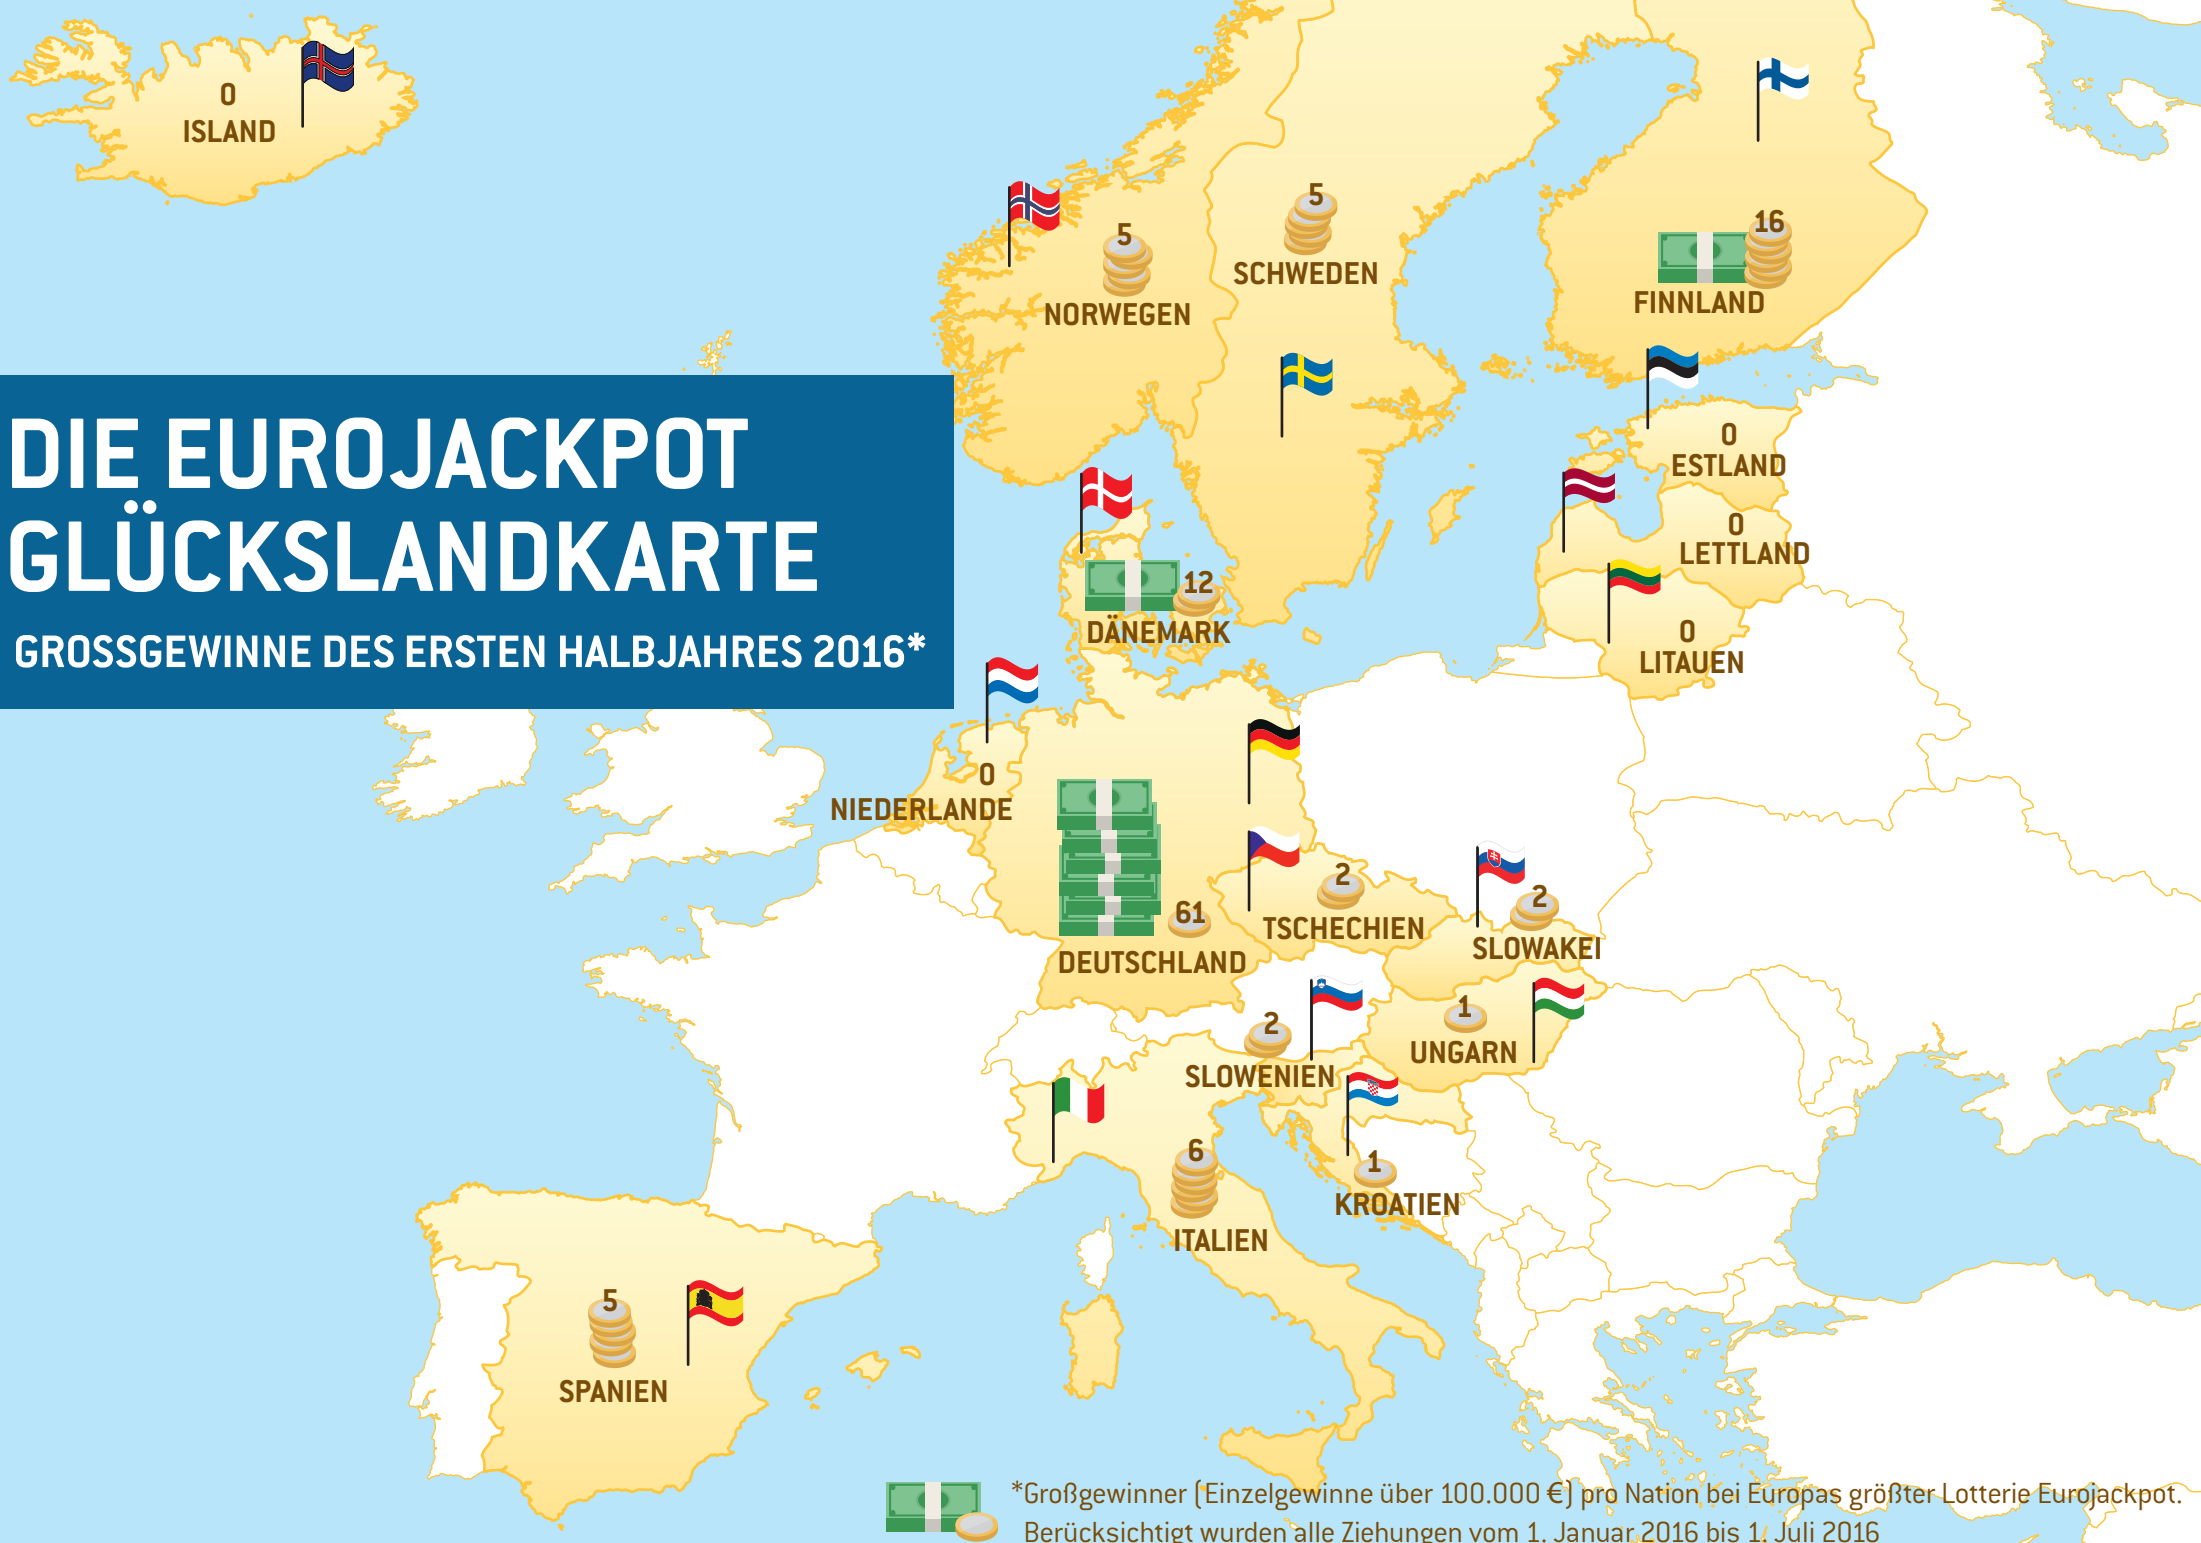 0
ISLAND
5
NORWEGEN
5
SCHWEDEN
16
FINNLAND
DIE EUROJACKPOT
GLÜCKSLANDKARTE
GROSSGEWINNE DES ERSTEN HALBJAHRES 2016*
0
ESTLAND
0
LETTLAND
0
LITAUEN
12
DÄNEMARK
0
NIEDERLANDE
61
DEUTSCHLAND
2
TSCHECHIEN
2
SLOWAKEI
1
UNGARN
2
SLOWENIEN
1
KROATIEN
6
ITALIEN
5
SPANIEN
*Großgewinner (Einzelgewinne über 100.000 €) pro Nation bei Europas größter Lotterie Eurojackpot.
Berücksichtigt wurden alle Ziehungen vom 1. Januar 2016 bis 1. Juli 2016